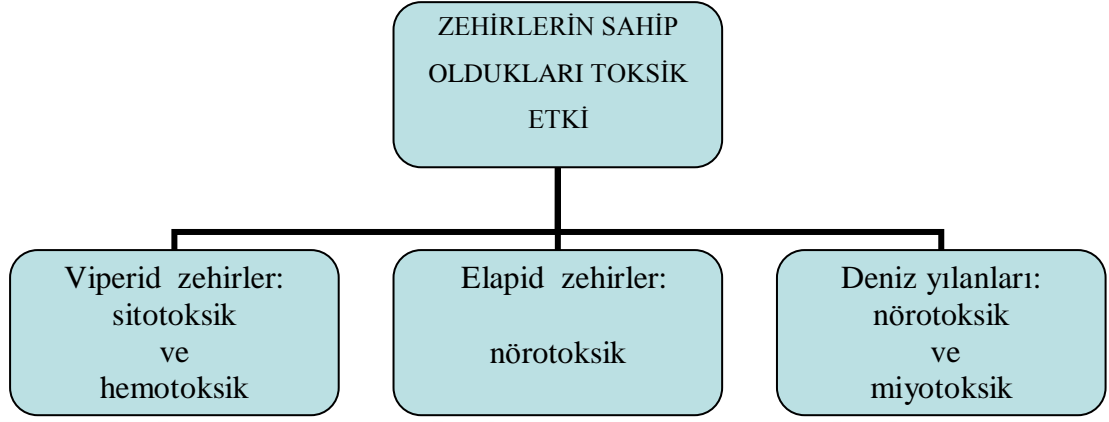 ZEHİRLERİN SAHİP
OLDUKLARI TOKSİK
ETKİ
Viperid zehirler:
sitotoksik
ve
hemotoksik
Elapid zehirler:
nörotoksik
Deniz yılanları:
nörotoksik
ve
miyotoksik